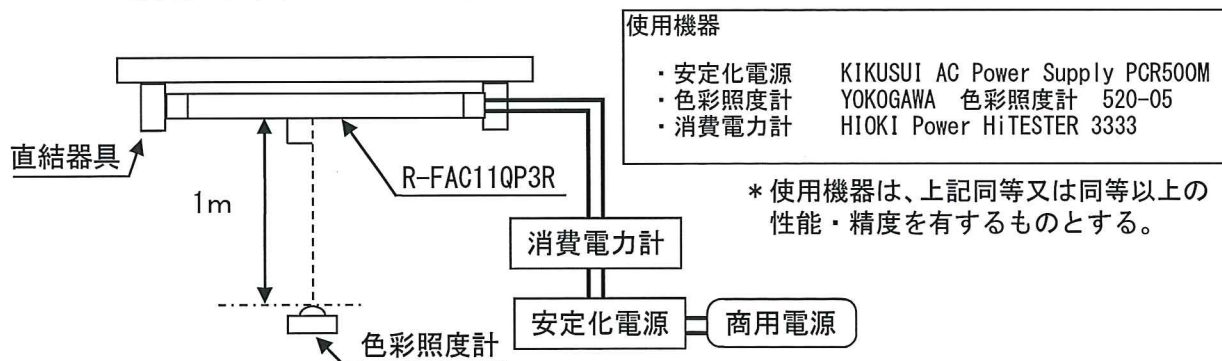 使用機器
・安定化電源 KIKUSUI AC Power Supply PCR500M
・色彩照度計 YOKOGAWA 色彩照度計 520-05
・消費電力計 HIOKI Power HiTESTER 3333
直結器具
R-FAC11QP3R
1m
＊使用機器は、上記同等又は同等以上の
性能・精度を有するものとする。
消費電力計
安定化電源
商用電源
色彩照度計